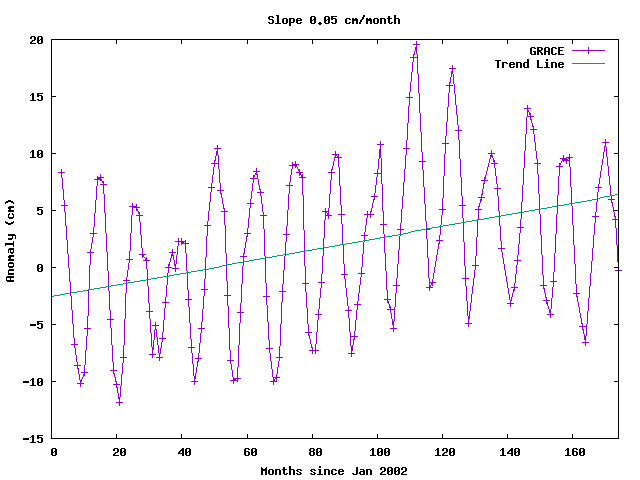 Slope 0.05 cm/month
GRACE
Trend Line
20
15
10
5
0
-5
-10
-15
Anomaly (cm)
0 20 40 60 80 100 120 140 160
Months since Jan 2002